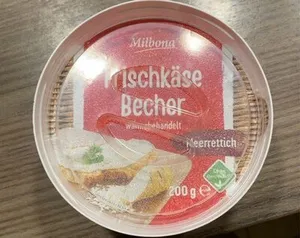 Milbona
Frischkäse
Becher
wärmebehandelt
Meerrettich
200 g ℮